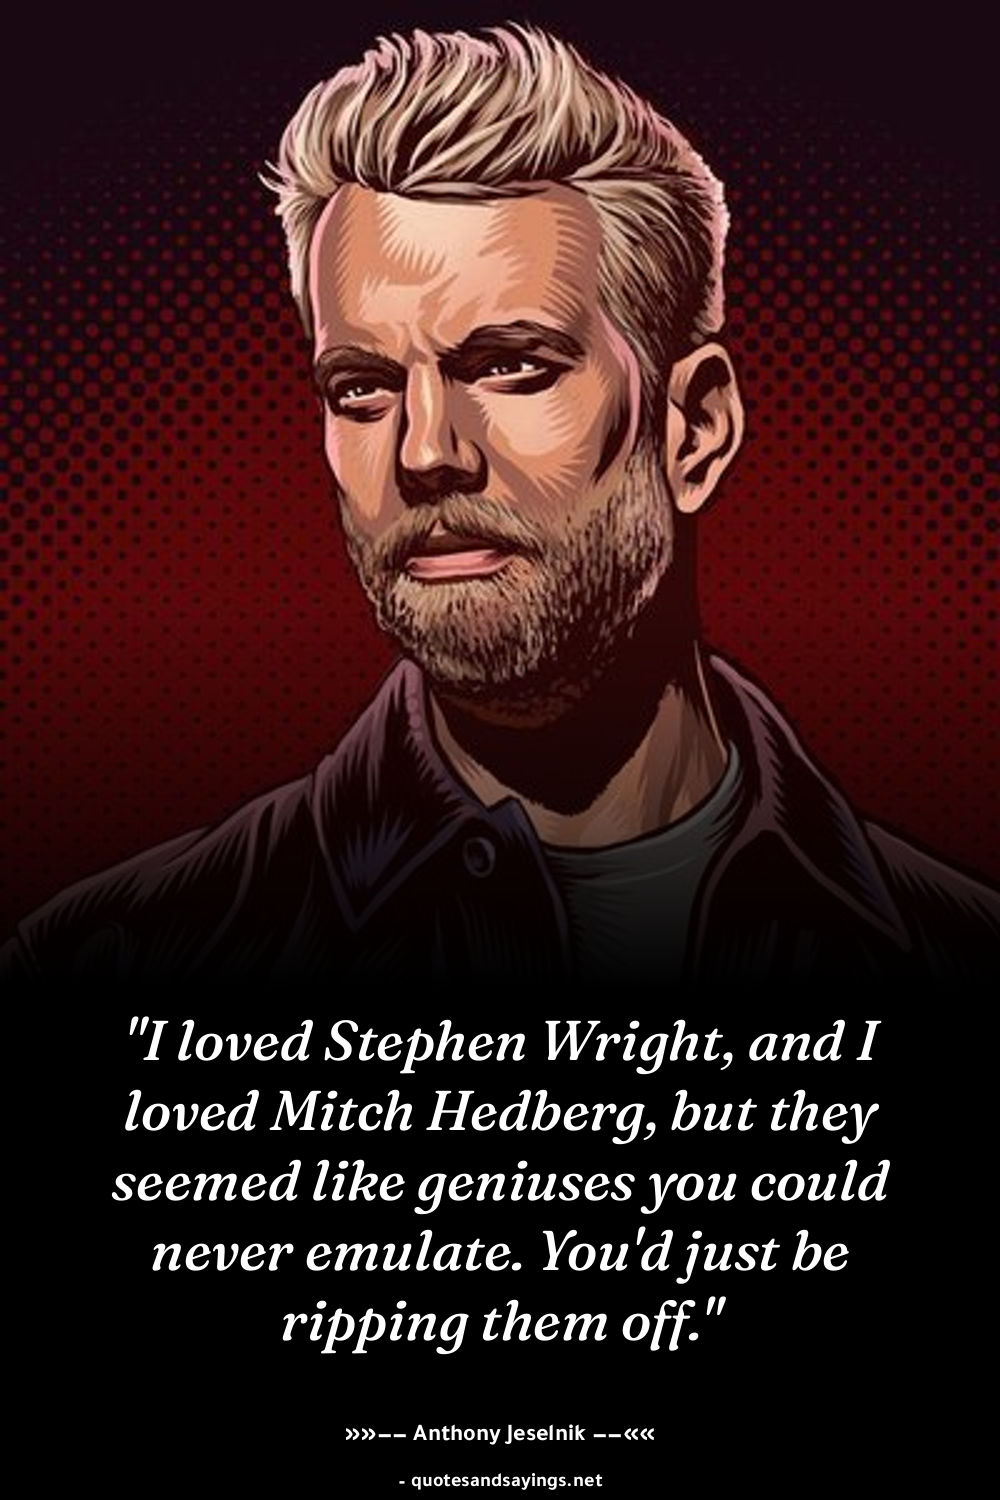 "I loved Stephen Wright, and I
loved Mitch Hedberg, but they
seemed like geniuses you could
never emulate. You'd just be
ripping them off."
»»−− Anthony Jeselnik −−««
- quotesandsayings.net